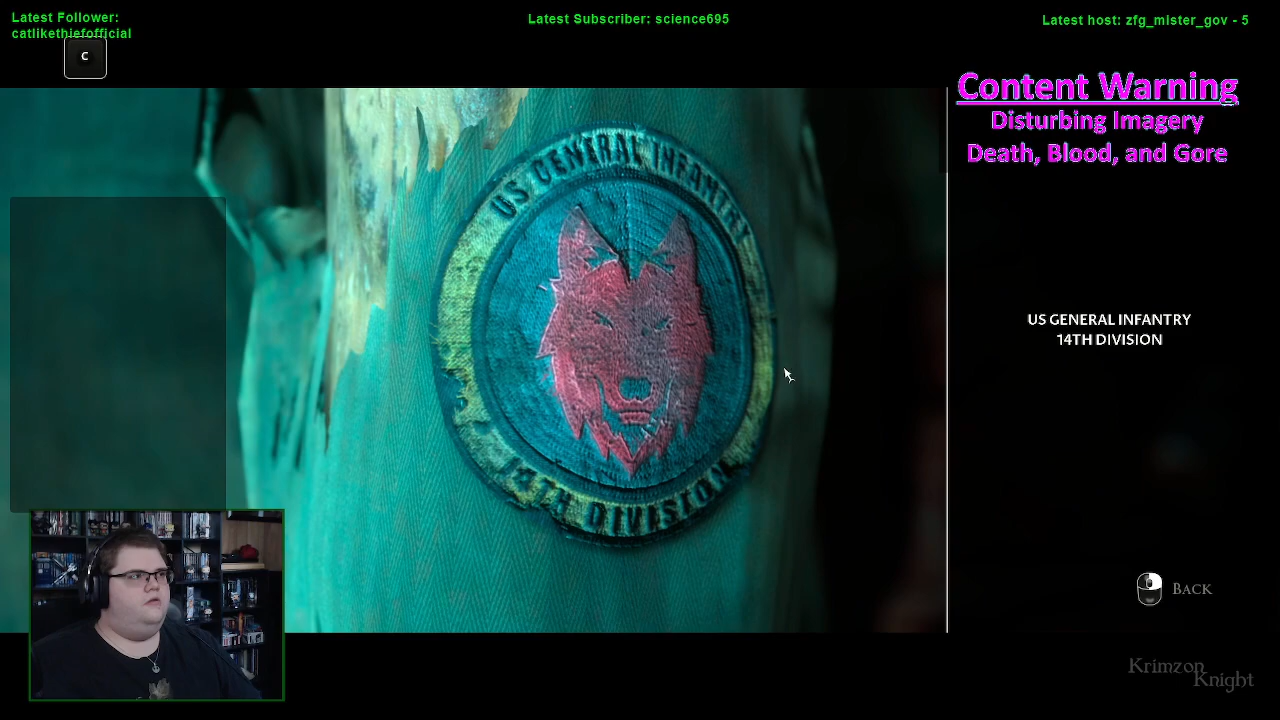 Latest Follower:
catlikethiefofficial
Latest Subscriber: science695
Latest host: zfg_mister_gov - 5
C
Content Warning
Disturbing Imagery
Death, Blood, and Gore
US GENERAL INFANTRY
14TH DIVISION
US GENERAL INFANTRY
14TH DIVISION
BACK
Krimzon
Knight